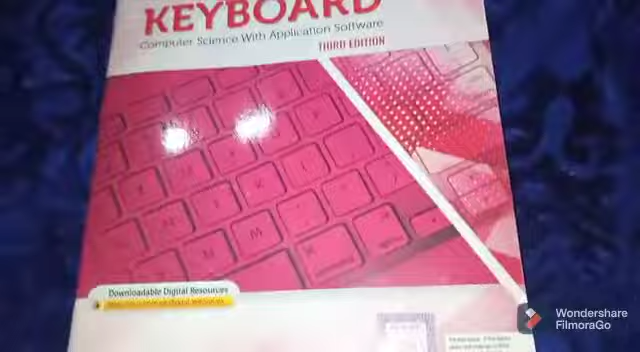 KEYBOARD
Computer Science With Application Software
THIRD EDITION
Downloadable Digital Resources
Wondershare
FilmoraGo